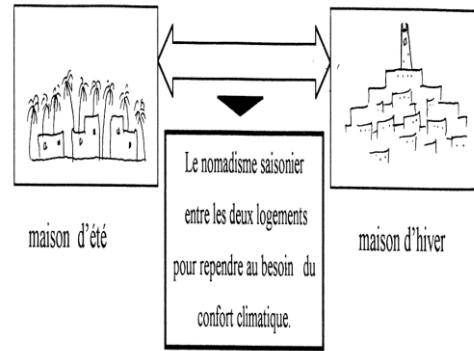 maison d'été
Le nomadisme saisonier
entre les deux logements
pour rependre au besoin du
confort climatique.
maison d'hiver